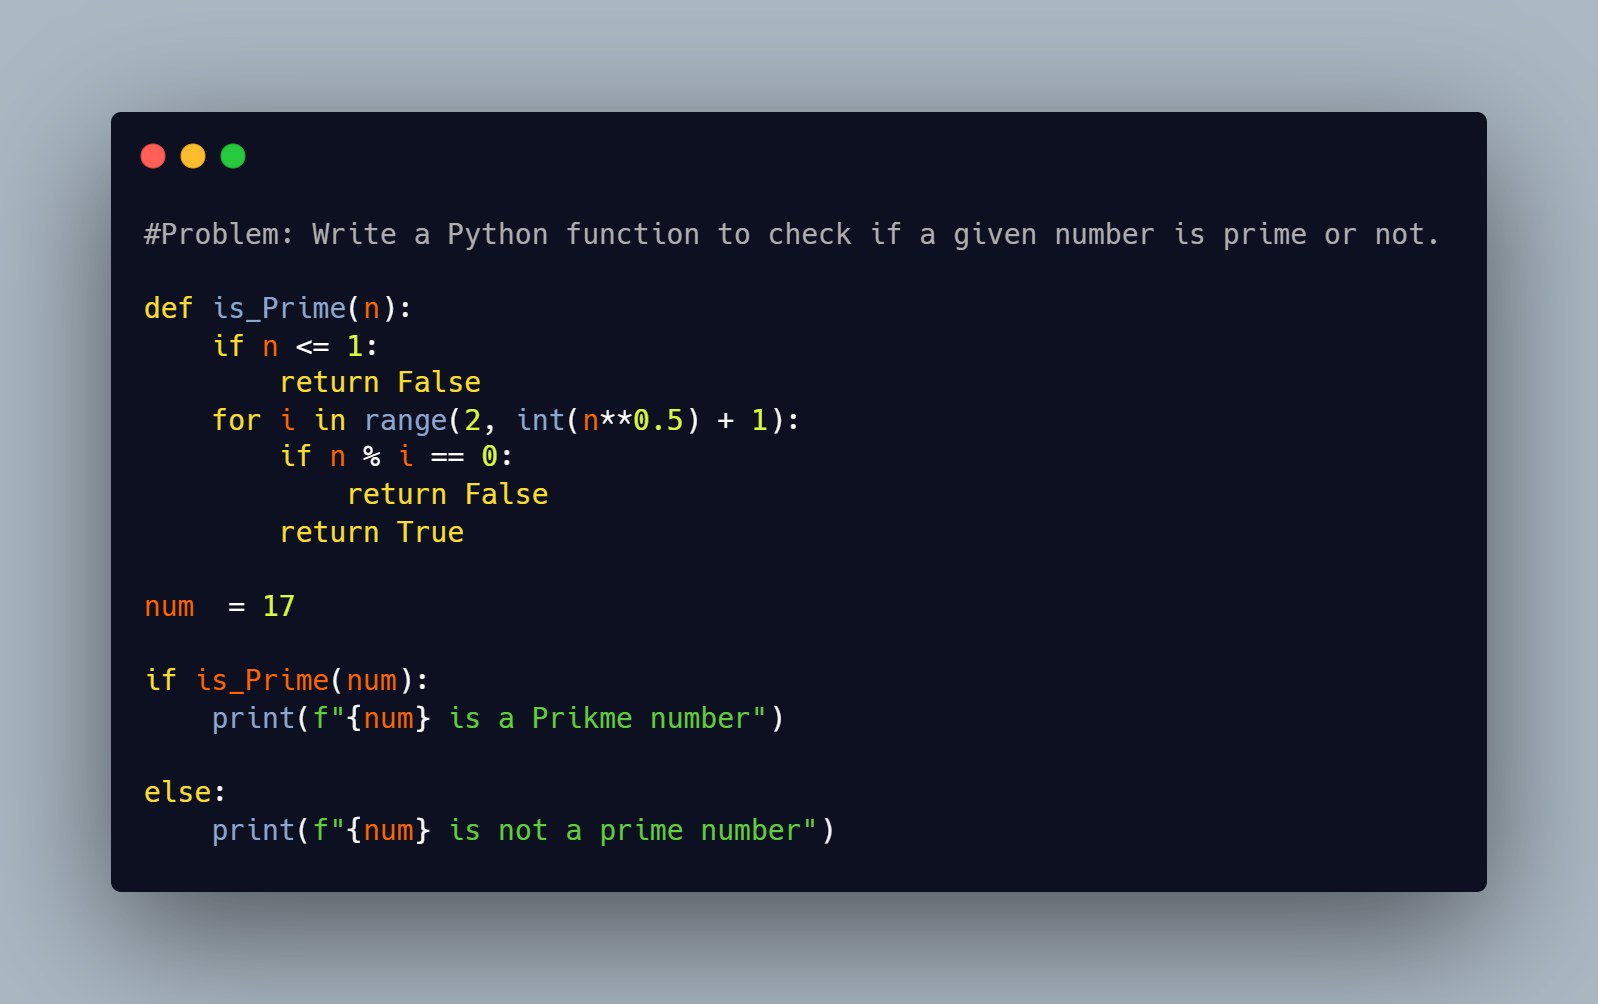 #Problem: Write a Python function to check if a given number is prime or not.
def is_Prime(n):
    if n <= 1:
        return False
    for i in range(2, int(n**0.5) + 1):
        if n % i == 0:
            return False
        return True
num  = 17
if is_Prime(num):
    print(f"{num} is a Prikme number")
else:
    print(f"{num} is not a prime number")